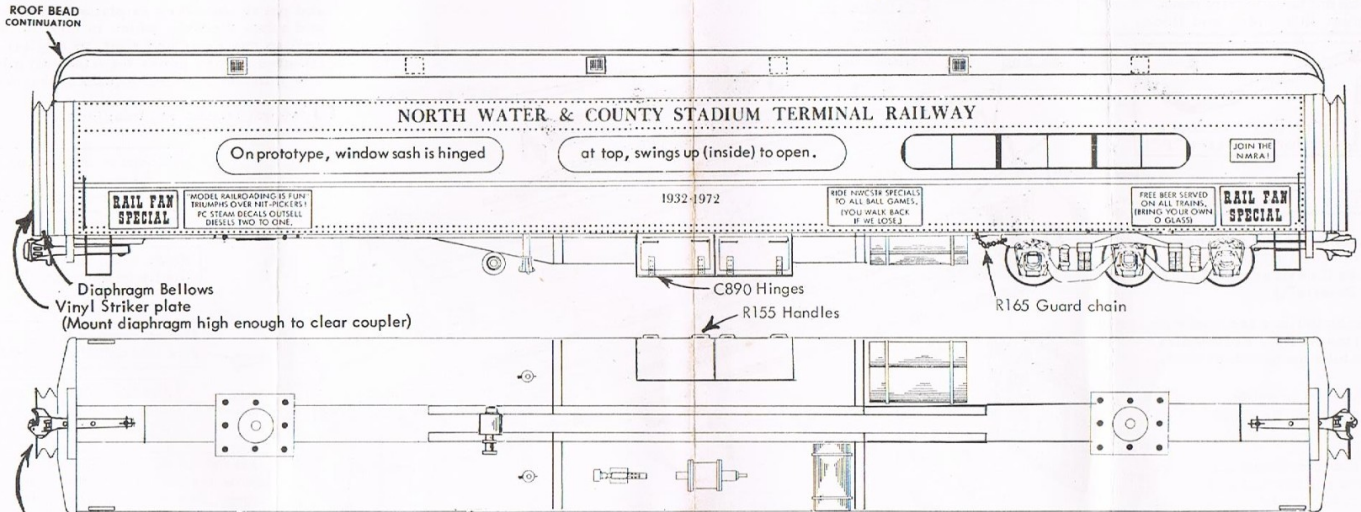 ROOF BEAD
CONTINUATION
NORTH WATER & COUNTY STADIUM TERMINAL RAILWAY
On prototype, window sash is hinged
at top, swings up (inside) to open.
JOIN THE
NMRA!
RAIL FAN
SPECIAL
MODEL RAILROADING IS FUN
TRIUMPHS OVER NIT-PICKERS!
PC STEAM DECALS OUTSELL
DIESELS TWO TO ONE.
1932-1972
RIDE NWCSTR SPECIALS
TO ALL BALL GAMES.
(YOU WALK BACK
IF WE LOSE.)
FREE BEER SERVED
ON ALL TRAINS,
(BRING YOUR OWN
O GLASS)
RAIL FAN
SPECIAL
Diaphragm Bellows
Vinyl Striker plate
(Mount diaphragm high enough to clear coupler)
C890 Hinges
R155 Handles
R165 Guard chain